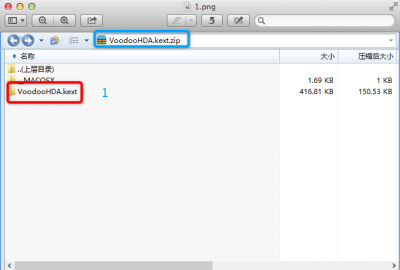 1.png
VoodooHDA.kext.zip
名称 大小 压缩后大小
..(上层目录)
__MACOSX 1.69 KB 1 KB
VoodooHDA.kext 416.81 KB 150.53 KB
1